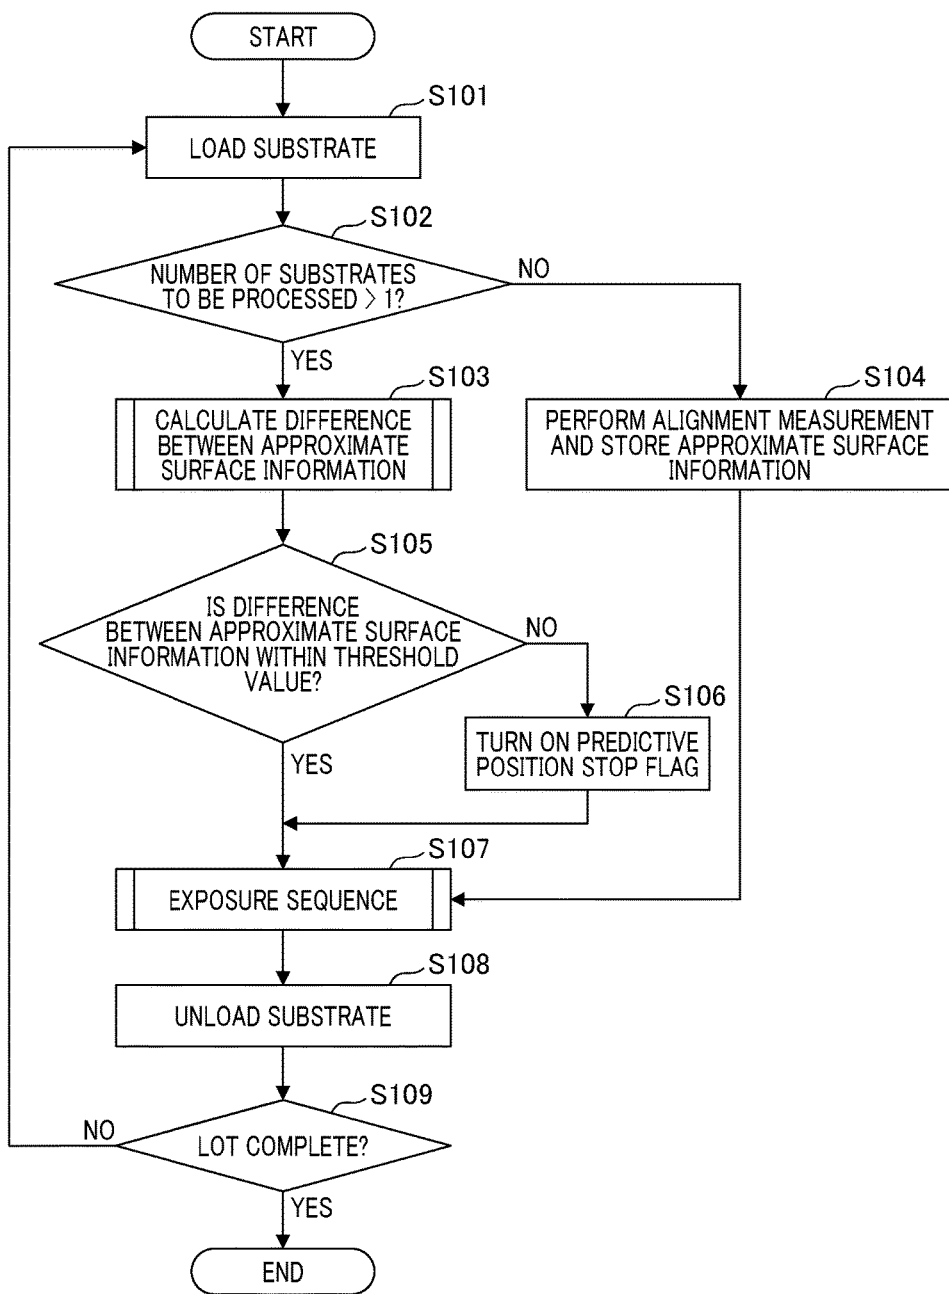 START
S101
LOAD SUBSTRATE
S102
NUMBER OF SUBSTRATES
TO BE PROCESSED > 1?
NO
YES
S103
CALCULATE DIFFERENCE
BETWEEN APPROXIMATE
SURFACE INFORMATION
S104
PERFORM ALIGNMENT MEASUREMENT
AND STORE APPROXIMATE SURFACE
INFORMATION
S105
IS DIFFERENCE
BETWEEN APPROXIMATE SURFACE
INFORMATION WITHIN THRESHOLD
VALUE?
NO
YES
S106
TURN ON PREDICTIVE
POSITION STOP FLAG
S107
EXPOSURE SEQUENCE
S108
UNLOAD SUBSTRATE
S109
LOT COMPLETE?
NO
YES
END